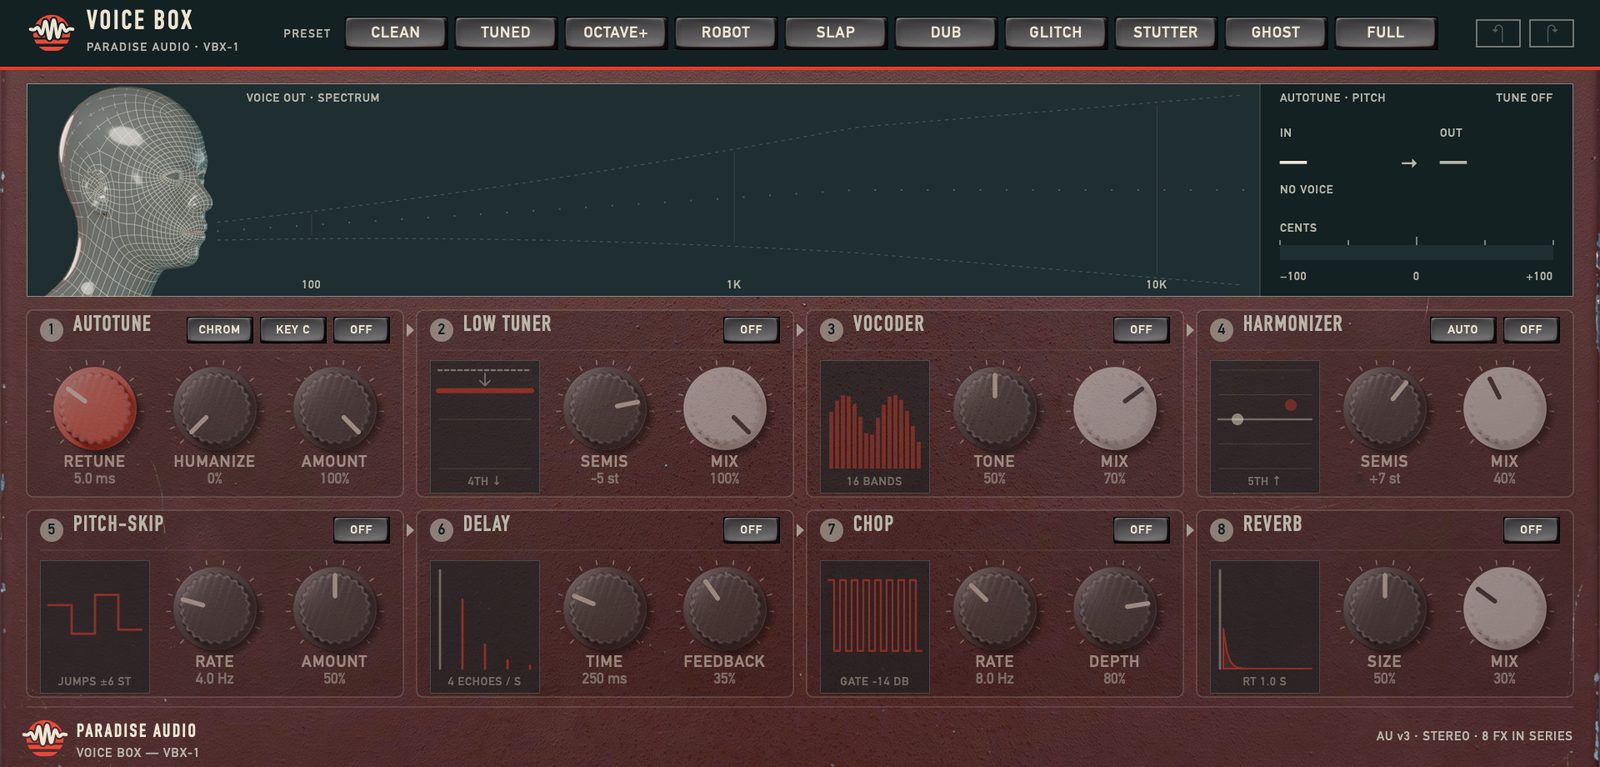 VOICE BOX
PARADISE AUDIO · VBX-1
PRESET
CLEAN
TUNED
OCTAVE+
ROBOT
SLAP
DUB
GLITCH
STUTTER
GHOST
FULL
VOICE OUT · SPECTRUM
100
1K
10K
AUTOTUNE · PITCH
TUNE OFF
IN
OUT
— → —
NO VOICE
CENTS
−100
0
+100
1 AUTOTUNE
CHROM
KEY C
OFF
RETUNE
5.0 ms
HUMANIZE
0%
AMOUNT
100%
2 LOW TUNER
OFF
4TH ↓
SEMIS
-5 st
MIX
100%
3 VOCODER
OFF
16 BANDS
TONE
50%
MIX
70%
4 HARMONIZER
AUTO
OFF
5TH ↑
SEMIS
+7 st
MIX
40%
5 PITCH-SKIP
OFF
JUMPS ±6 ST
RATE
4.0 Hz
AMOUNT
50%
6 DELAY
OFF
4 ECHOES / S
TIME
250 ms
FEEDBACK
35%
7 CHOP
OFF
GATE -14 DB
RATE
8.0 Hz
DEPTH
80%
8 REVERB
OFF
RT 1.0 S
SIZE
50%
MIX
30%
PARADISE AUDIO
VOICE BOX — VBX-1
AU v3 · STEREO · 8 FX IN SERIES